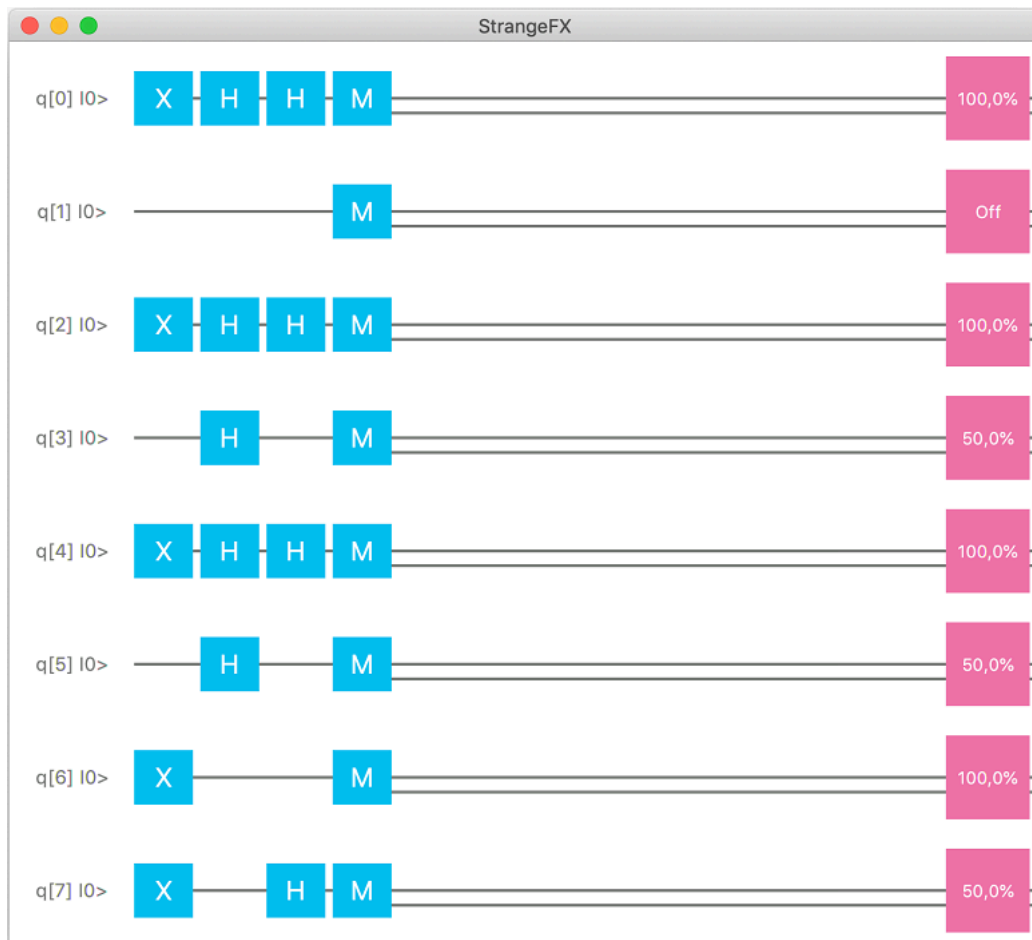 StrangeFX
q[0] I0> X H H M 100,0%
q[1] I0> M Off
q[2] I0> X H H M 100,0%
q[3] I0> H M 50,0%
q[4] I0> X H H M 100,0%
q[5] I0> H M 50,0%
q[6] I0> X M 100,0%
q[7] I0> X H M 50,0%